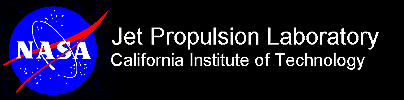 NASA
Jet Propulsion Laboratory
California Institute of Technology